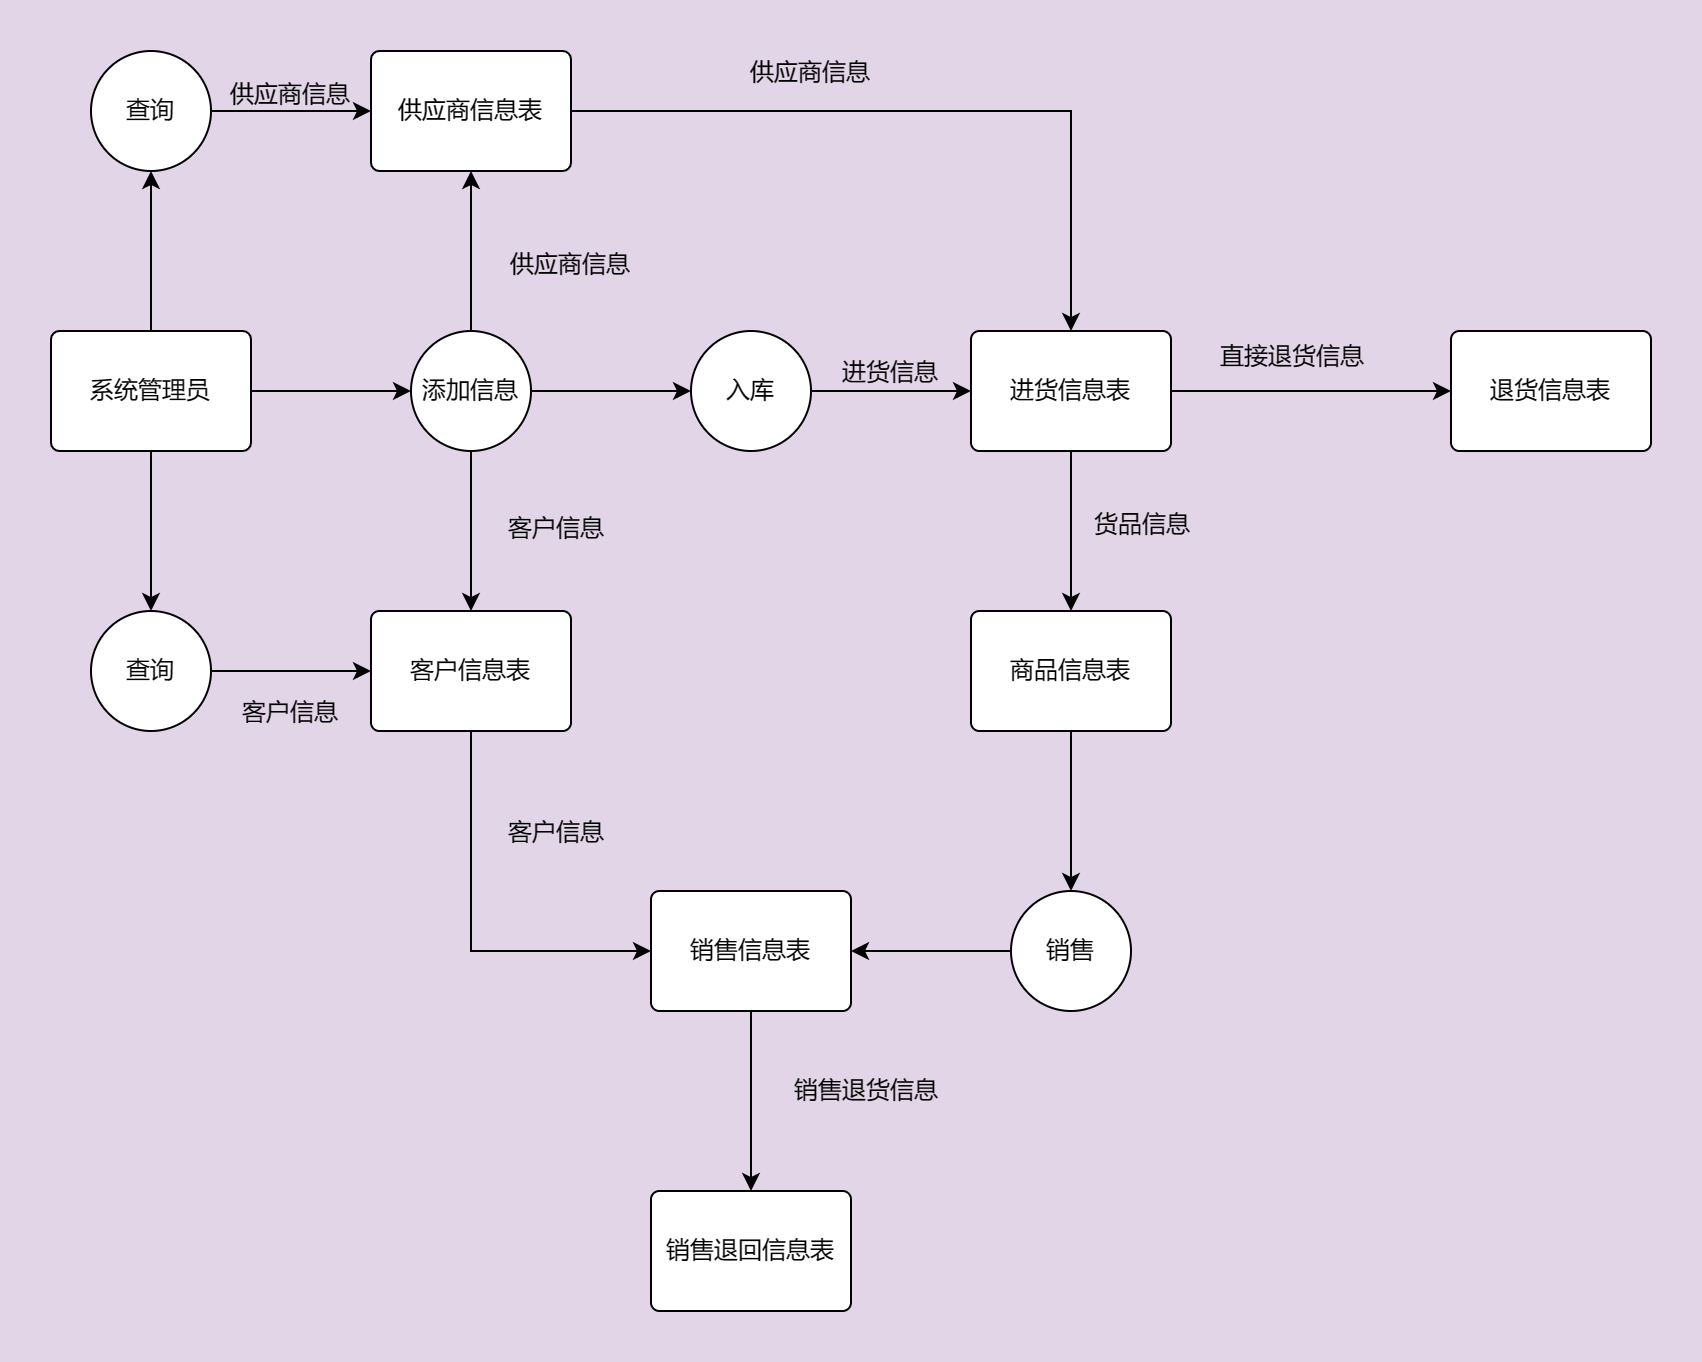 查询
供应商信息
供应商信息表
供应商信息
供应商信息
系统管理员
添加信息
入库
进货信息
进货信息表
直接退货信息
退货信息表
客户信息
货品信息
查询
客户信息
客户信息表
商品信息表
客户信息
销售信息表
销售
销售退货信息
销售退回信息表